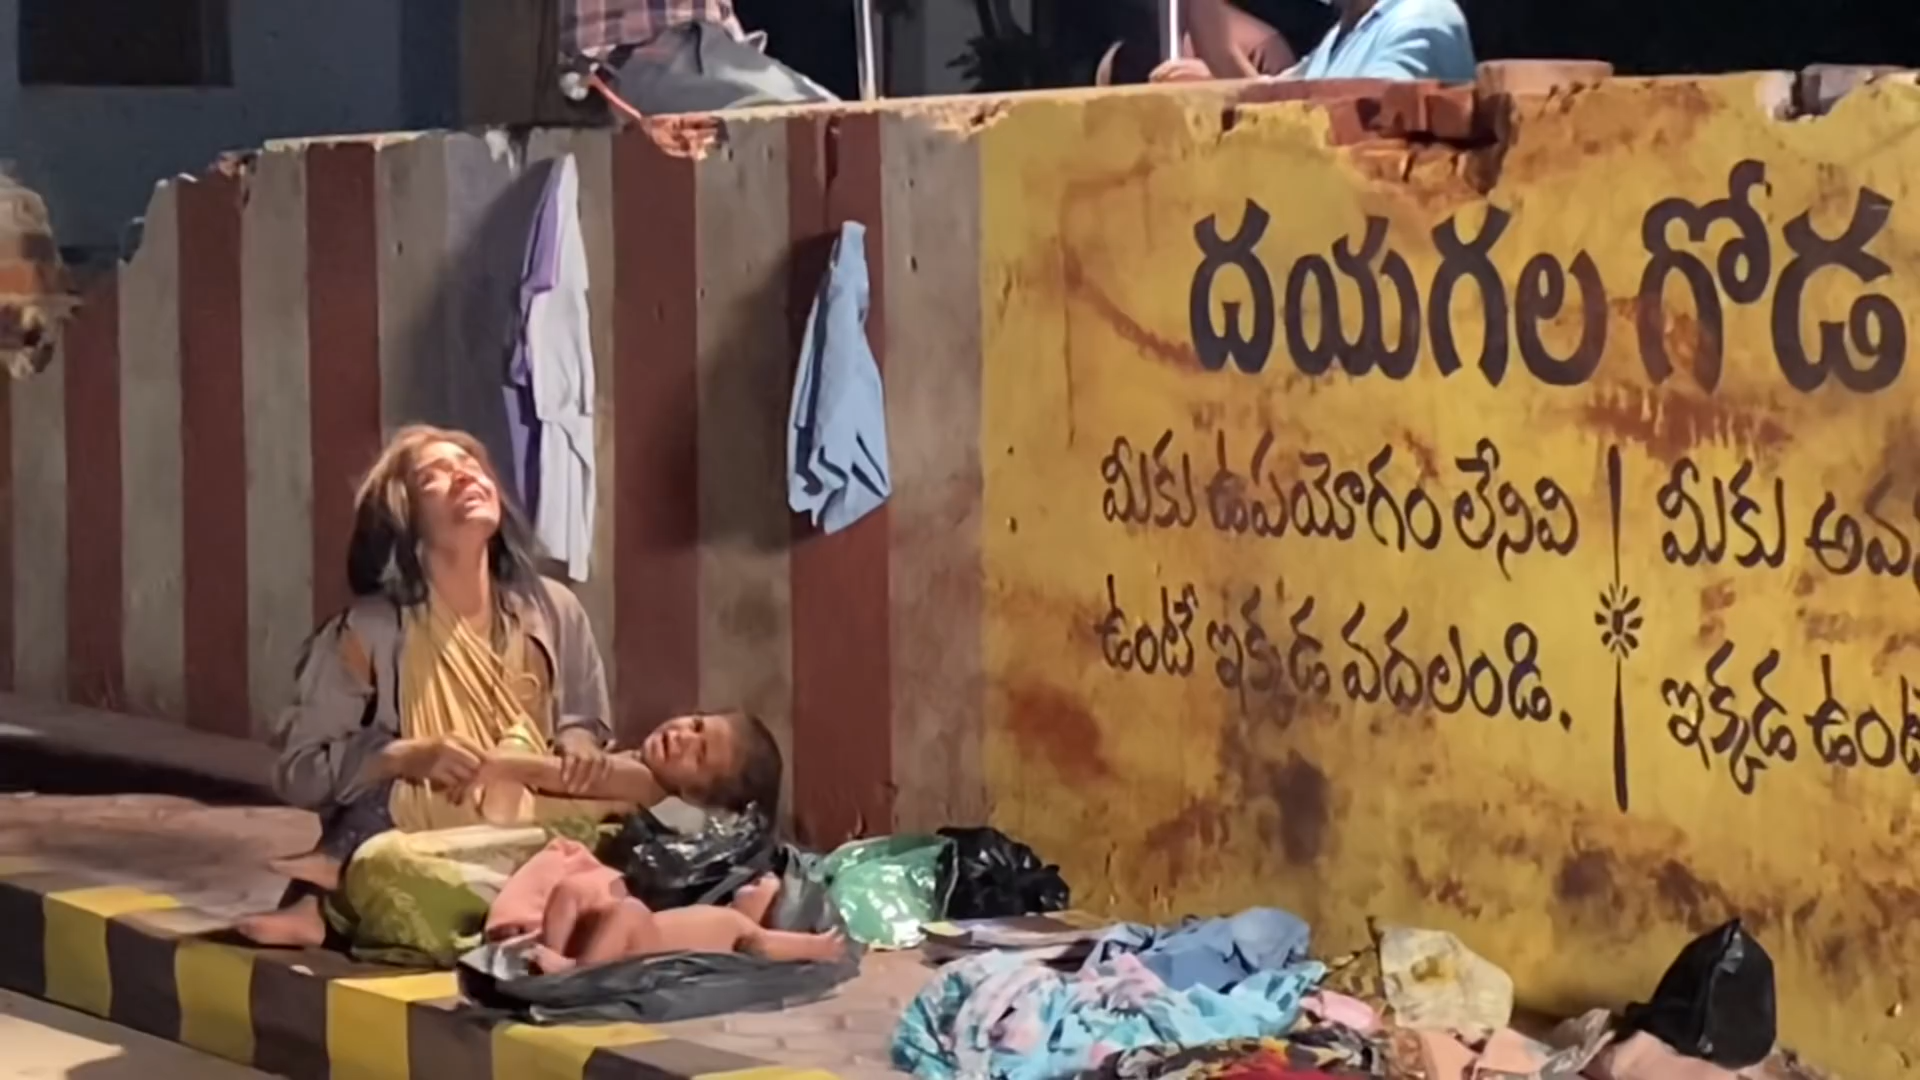 దయగల గోడ
మీకు ఉపయోగం లేనివి
ఉంటే ఇక్కడ వదలండి.
మీకు
ఇక్కడ